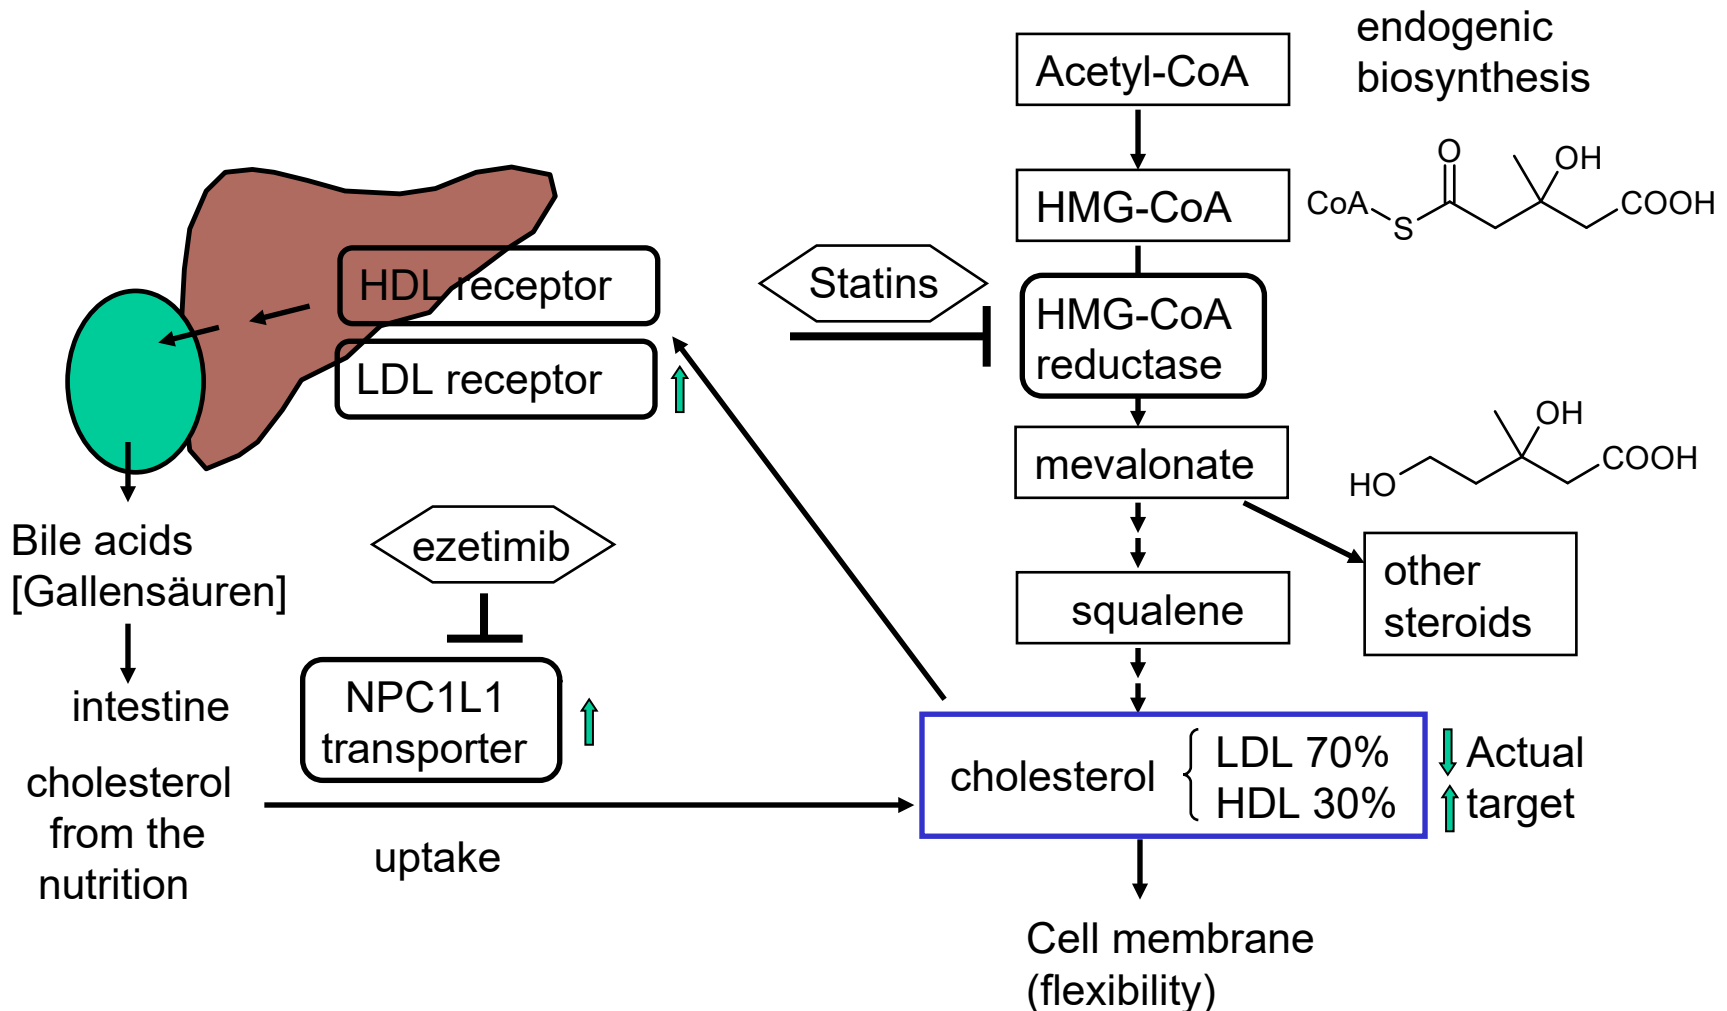 endogenic
biosynthesis
Acetyl-CoA
HMG-CoA
O
OH
CoA
S
COOH
HDL receptor
LDL receptor
Statins
HMG-CoA
reductase
mevalonate
OH
HO
COOH
Bile acids
[Gallensäuren]
ezetimib
other
steroids
squalene
intestine
NPC1L1
transporter
cholesterol
from the
nutrition
uptake
cholesterol
LDL 70%
HDL 30%
Actual
target
Cell membrane
(flexibility)